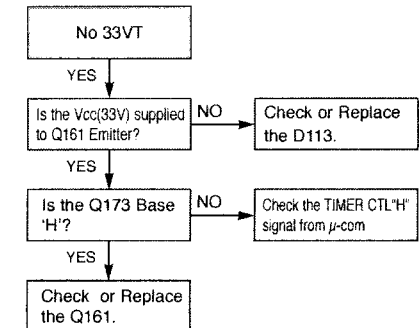 No 33VT
YES
Is the Vcc(33V) supplied
to Q161 Emitter?
NO
Check or Replace
the D113.
YES
Is the Q173 Base
'H'?
NO
Check the TIMER CTL"H"
signal from µ-com
YES
Check or Replace
the Q161.